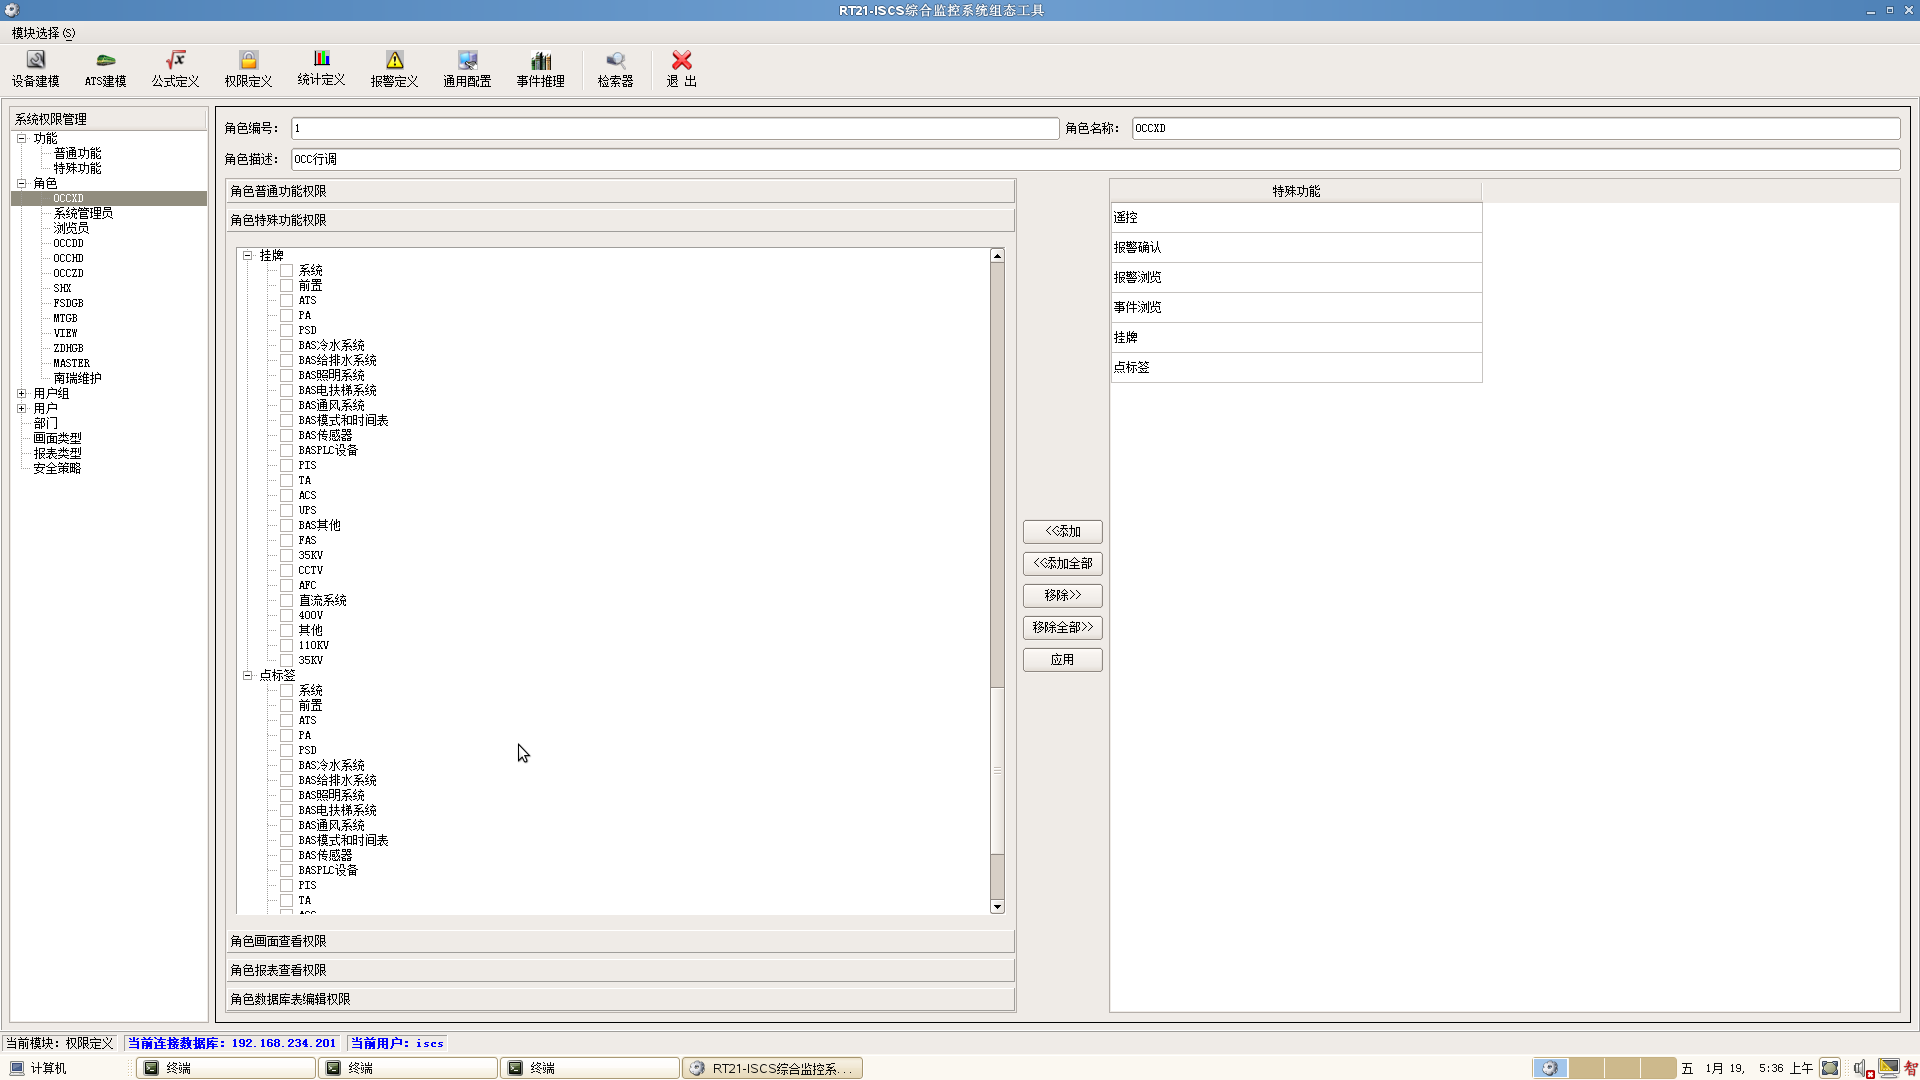 RT21-ISCS综合监控系统组态工具
模块选择 (S)
设备建模 ATS建模 公式定义 权限定义 统计定义 报警定义 通用配置 事件推理 检索器 退 出
系统权限管理
功能
普通功能
特殊功能
角色
OCCXD
系统管理员
浏览员
OCCDD
OCCHD
OCCZD
SHX
FSDGB
MTGB
VIEW
ZDHGB
MASTER
南瑞维护
用户组
用户
部门
画面类型
报表类型
安全策略
角色编号: 1 角色名称: OCCXD
角色描述: OCC行调
角色普通功能权限
角色特殊功能权限
挂牌
系统
前置
ATS
PA
PSD
BAS冷水系统
BAS给排水系统
BAS照明系统
BAS电扶梯系统
BAS通风系统
BAS模式和时间表
BAS传感器
BASPLC设备
PIS
TA
ACS
UPS
BAS其他
FAS
35KV
CCTV
AFC
直流系统
400V
其他
110KV
35KV
点标签
系统
前置
ATS
PA
PSD
BAS冷水系统
BAS给排水系统
BAS照明系统
BAS电扶梯系统
BAS通风系统
BAS模式和时间表
BAS传感器
BASPLC设备
PIS
TA
角色画面查看权限
角色报表查看权限
角色数据库表编辑权限
<<添加
<<添加全部
移除>>
移除全部>>
应用
特殊功能
遥控
报警确认
报警浏览
事件浏览
挂牌
点标签
当前模块: 权限定义 当前连接数据库: 192.168.234.201 当前用户: iscs
计算机 终端 终端 终端 RT21-ISCS综合监控系... 五 1月 19, 5:36 上午 智